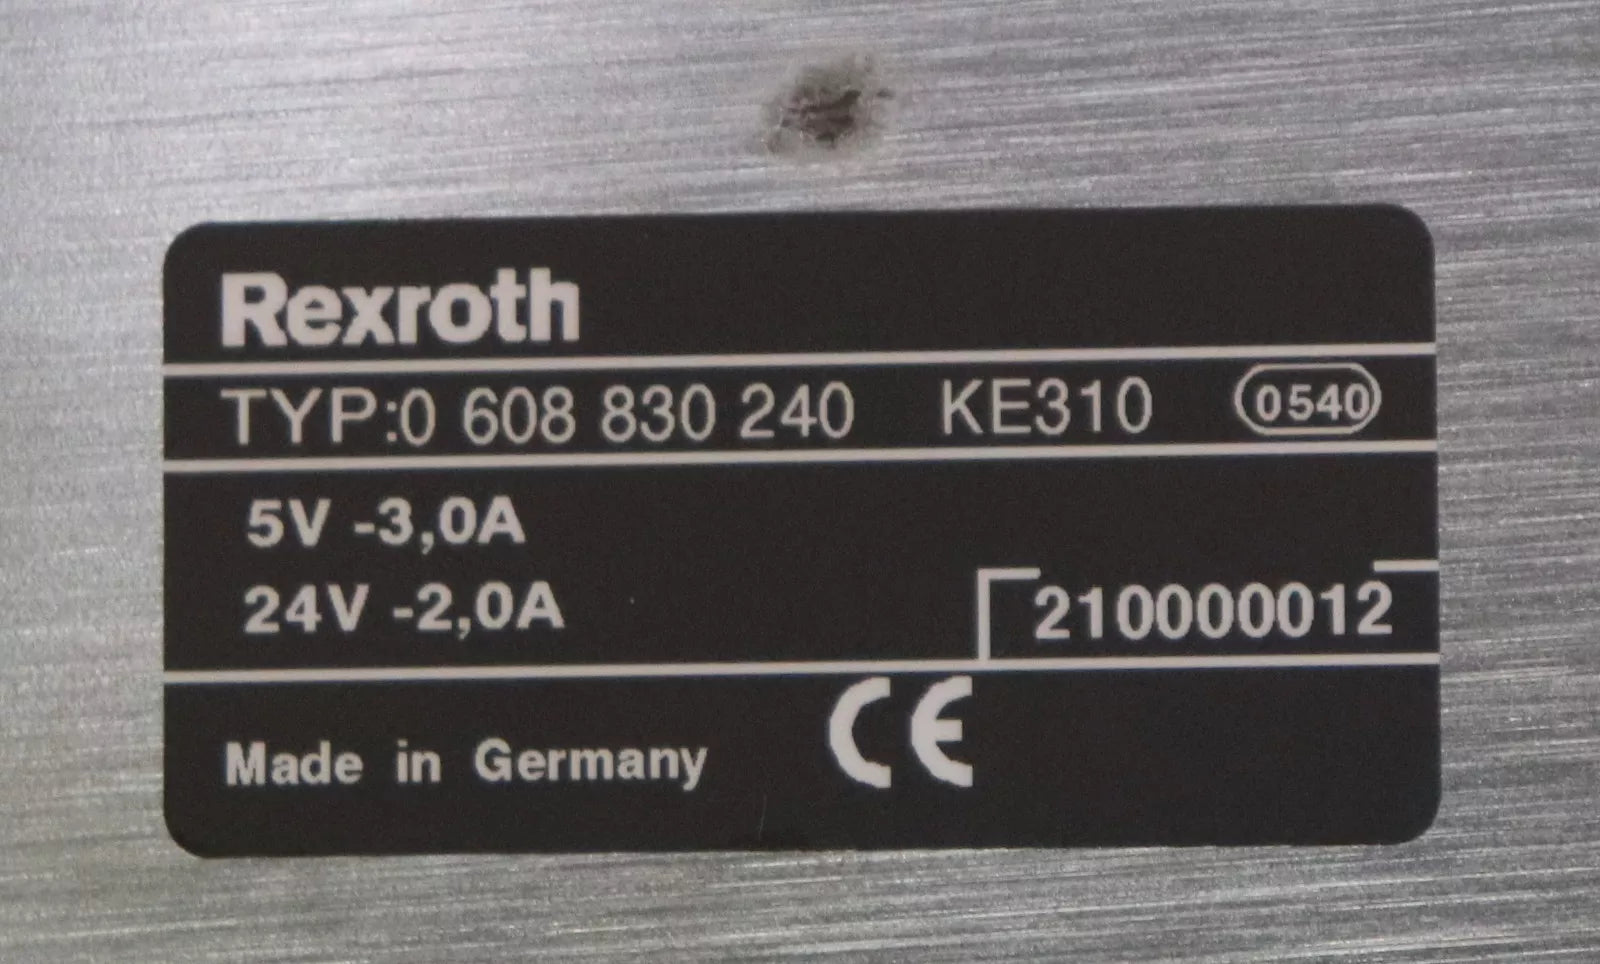 Rexroth
TYP:0 608 830 240 KE310 0540
5V -3,0A
24V -2,0A
210000012
Made in Germany CE